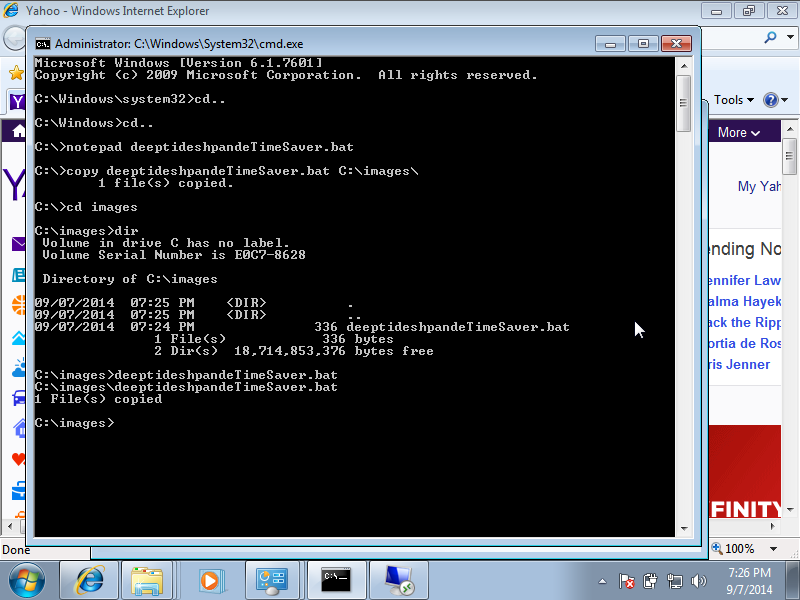 Yahoo - Windows Internet Explorer
Administrator: C:\Windows\System32\cmd.exe
Microsoft Windows [Version 6.1.7601]
Copyright (c) 2009 Microsoft Corporation.  All rights reserved.
C:\Windows\system32>cd..
C:\Windows>cd..
C:\>notepad deeptideshpandeTimeSaver.bat
C:\>copy deeptideshpandeTimeSaver.bat C:\images\
1 file(s) copied.
C:\>cd images
C:\images>dir
Volume in drive C has no label.
Volume Serial Number is E0C7-8628
Directory of C:\images
09/07/2014  07:25 PM    <DIR>          .
09/07/2014  07:25 PM    <DIR>          ..
09/07/2014  07:24 PM               336 deeptideshpandeTimeSaver.bat
1 File(s)            336 bytes
2 Dir(s)  18,714,853,376 bytes free
C:\images>deeptideshpandeTimeSaver.bat
C:\images\deeptideshpandeTimeSaver.bat
1 File(s) copied
C:\images>
Tools
More
My Yah
ending No
ennifer Law
alma Hayek
ack the Ripp
ortia de Ros
ris Jenner
FINITY
Done
100%
7:26 PM
9/7/2014